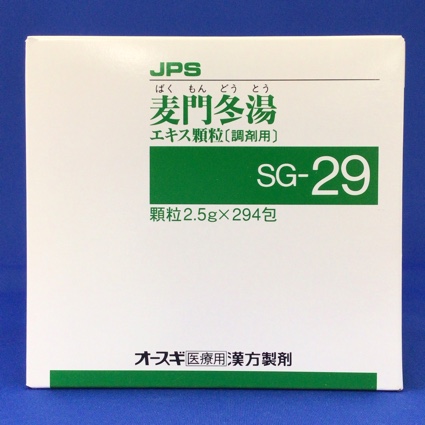 JPS
ばく もん どう とう
麦門冬湯
エキス顆粒〔調剤用〕
SG-29
顆粒2.5g×294包
オースギ医療用漢方製剤